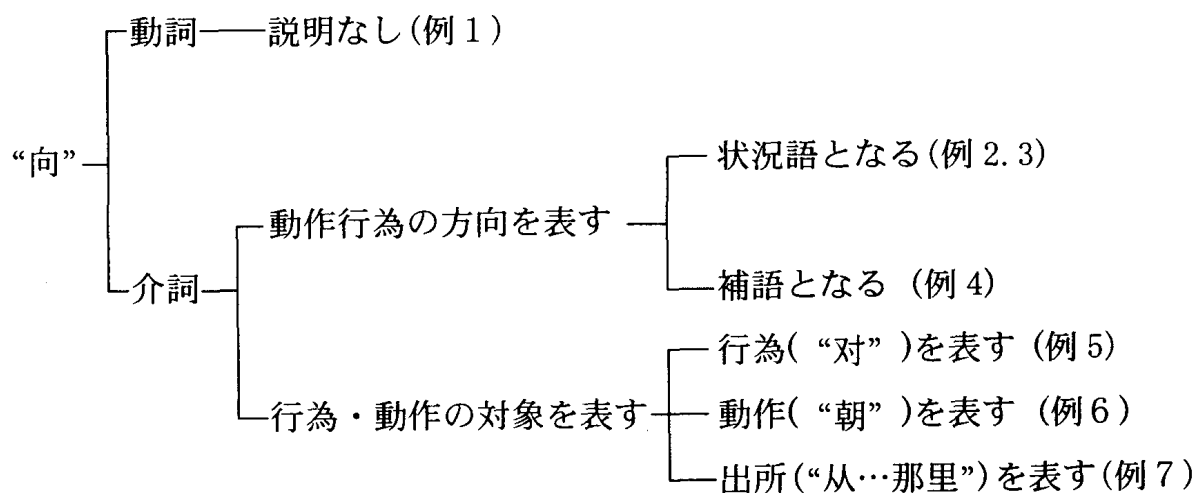 動詞──説明なし(例1)
“向”
状況語となる(例2.3)
動作行為の方向を表す
介詞
補語となる (例4)
行為( “对” )を表す (例5)
行為・動作の対象を表す
動作( “朝” )を表す (例6)
出所(“从…那里”)を表す(例7)